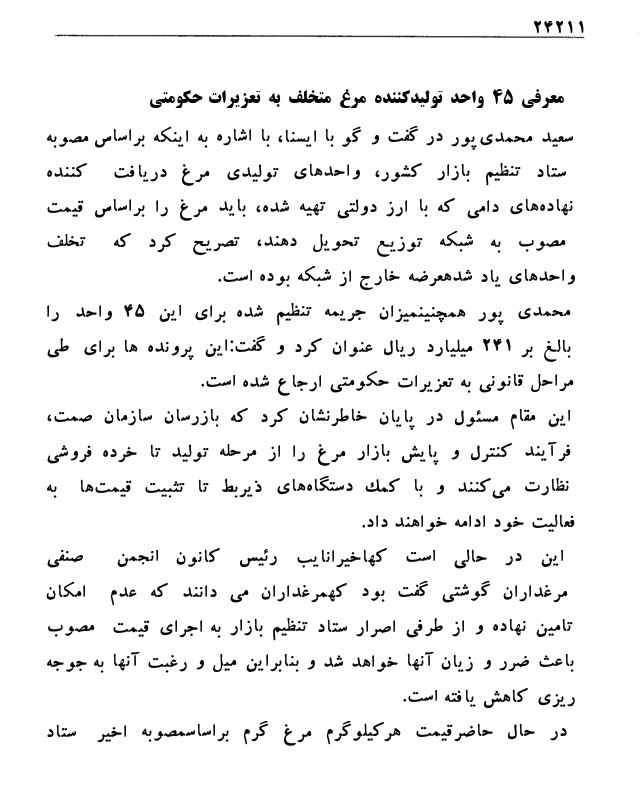 ۲۴۲۱۱
معرفی ۴۵ واحد تولیدکننده مرغ متخلف به تعزیرات حکومتی
سعید محمدی‌پور در گفت و گو با ایسنا، با اشاره به اینکه براساس مصوبه
ستاد تنظیم بازار کشور، واحدهای تولیدی مرغ دریافت کننده
نهاده‌های دامی که با ارز دولتی تهیه شده، باید مرغ را براساس قیمت
مصوب به شبکه توزیع تحویل دهند، تصریح کرد که تخلف
واحدهای یاد شدهعرضه خارج از شبکه بوده است.
محمدی پور همچنینمیزان جریمه تنظیم شده برای این ۴۵ واحد را
بالغ بر ۲۴۱ میلیارد ریال عنوان کرد و گفت:این پرونده ها برای طی
مراحل قانونی به تعزیرات حکومتی ارجاع شده است.
این مقام مسئول در پایان خاطرنشان کرد که بازرسان سازمان صمت،
فرآیند کنترل و پایش بازار مرغ را از مرحله تولید تا خرده فروشی
نظارت می‌کنند و با کمك دستگاه‌های ذیربط تا تثبیت قیمت‌ها به
فعالیت خود ادامه خواهند داد.
این در حالی است کهاخیرانایب رئیس کانون انجمن صنفی
مرغداران گوشتی گفت بود کهمرغداران می دانند که عدم امکان
تامین نهاده و از طرفی اصرار ستاد تنظیم بازار به اجرای قیمت مصوب
باعث ضرر و زیان آنها خواهد شد و بنابراین میل و رغبت آنها به جوجه
ریزی کاهش یافته است.
در حال حاضرقیمت هرکیلوگرم مرغ گرم براساسمصوبه اخیر ستاد